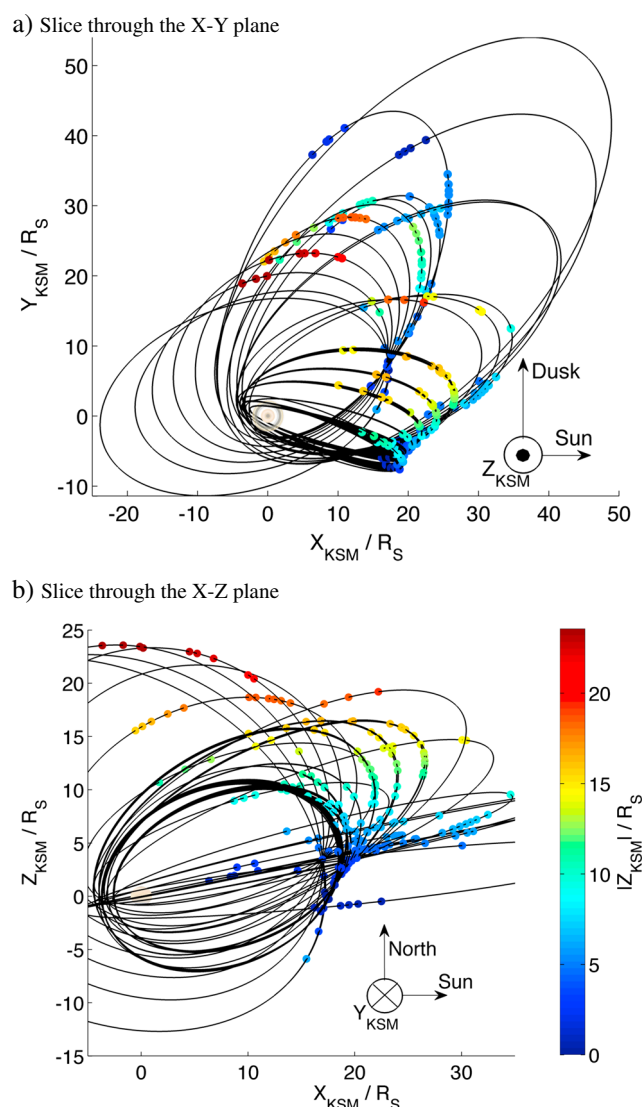 a) Slice through the X-Y plane
50
40
30
20
10
0
-10
Y_KSM / R_S
Dusk
Sun
Z_KSM
-20 -10 0 10 20 30 40 50
X_KSM / R_S
b) Slice through the X-Z plane
25
20
15
10
5
0
-5
-10
-15
Z_KSM / R_S
North
Sun
Y_KSM
0 10 20 30
X_KSM / R_S
20
15
10
5
0
|Z_KSM| / R_S